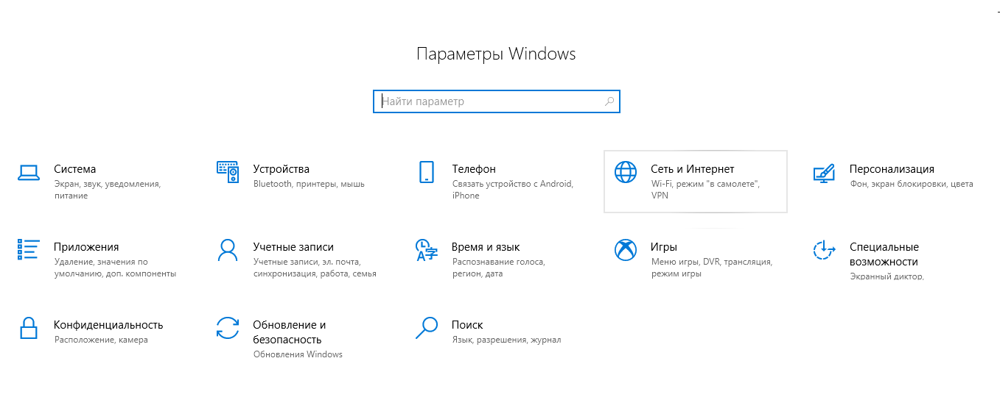 Параметры Windows
Найти параметр
Система
Экран, звук, уведомления,
питание
Устройства
Bluetooth, принтеры, мышь
Телефон
Связать устройство с Android,
iPhone
Сеть и Интернет
Wi-Fi, режим "в самолете",
VPN
Персонализация
Фон, экран блокировки, цвета
Приложения
Удаление, значения по
умолчанию, доп. компоненты
Учетные записи
Учетные записи, эл. почта,
синхронизация, работа, семья
Время и язык
Распознавание голоса,
регион, дата
Игры
Меню игры, DVR, трансляция,
режим игры
Специальные
возможности
Экранный диктор,
Конфиденциальность
Расположение, камера
Обновление и
безопасность
Обновления Windows
Поиск
Язык, разрешения, журнал